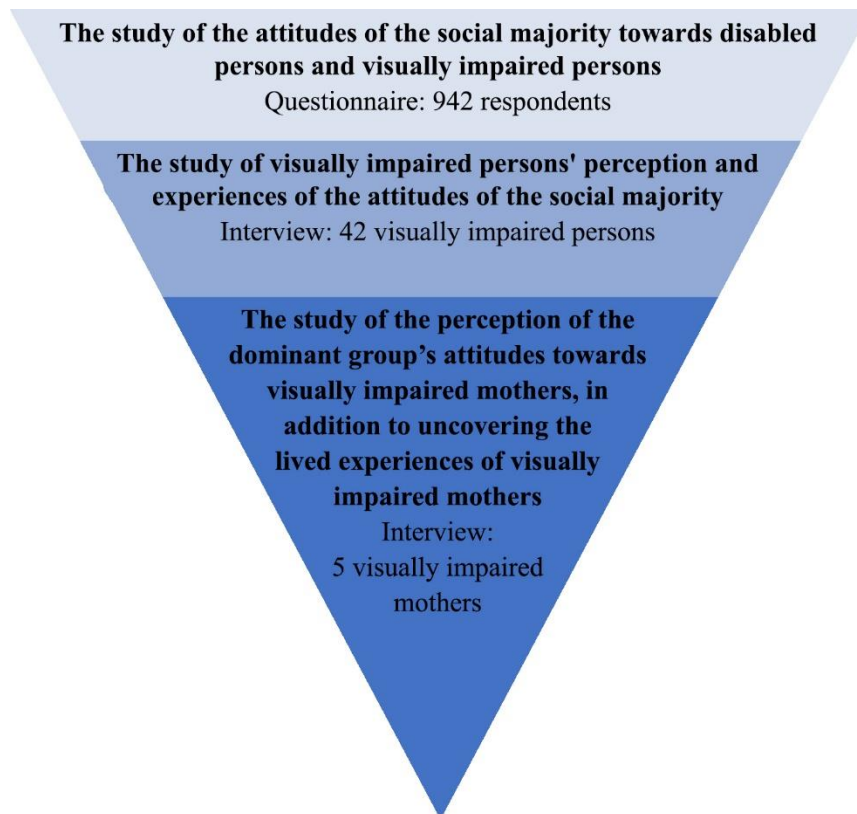 The study of the attitudes of the social majority towards disabled
persons and visually impaired persons
Questionnaire: 942 respondents
The study of visually impaired persons' perception and
experiences of the attitudes of the social majority
Interview: 42 visually impaired persons
The study of the perception of the
dominant group’s attitudes towards
visually impaired mothers, in
addition to uncovering the
lived experiences of visually
impaired mothers
Interview:
5 visually impaired
mothers